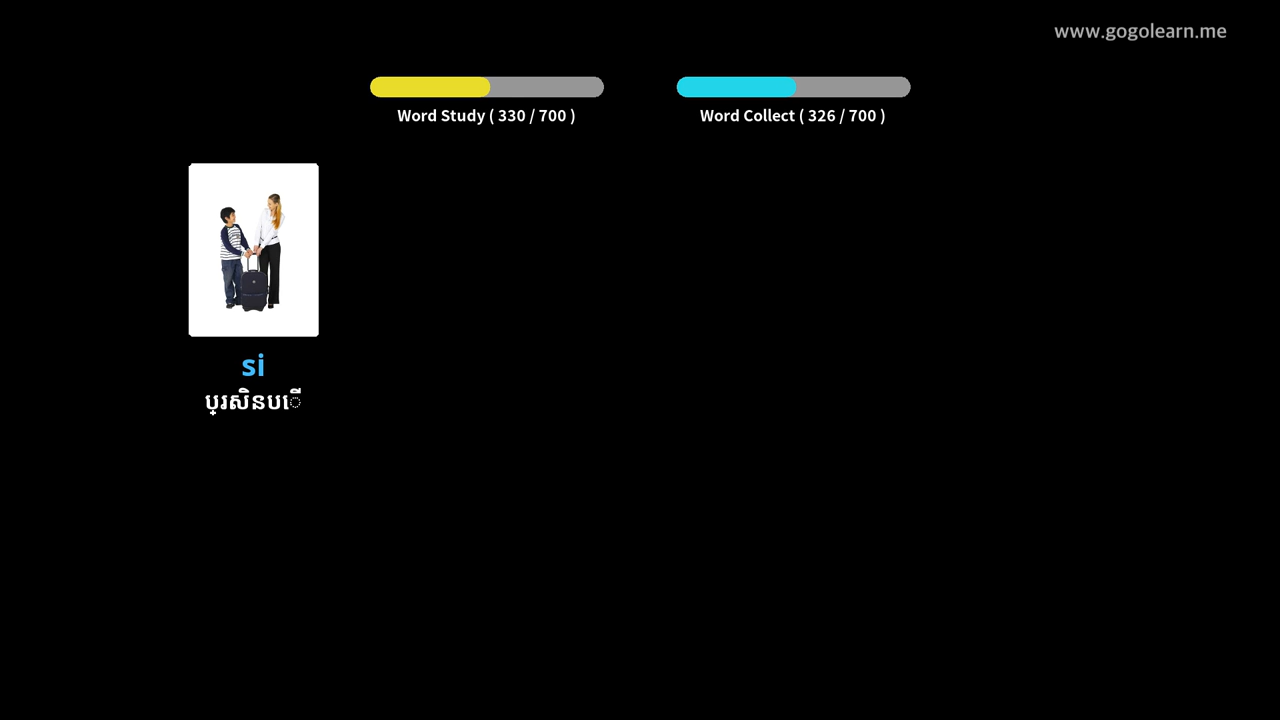 www.gogolearn.me
Word Study ( 330 / 700 )
Word Collect ( 326 / 700 )
si
ប្រសិនបើ